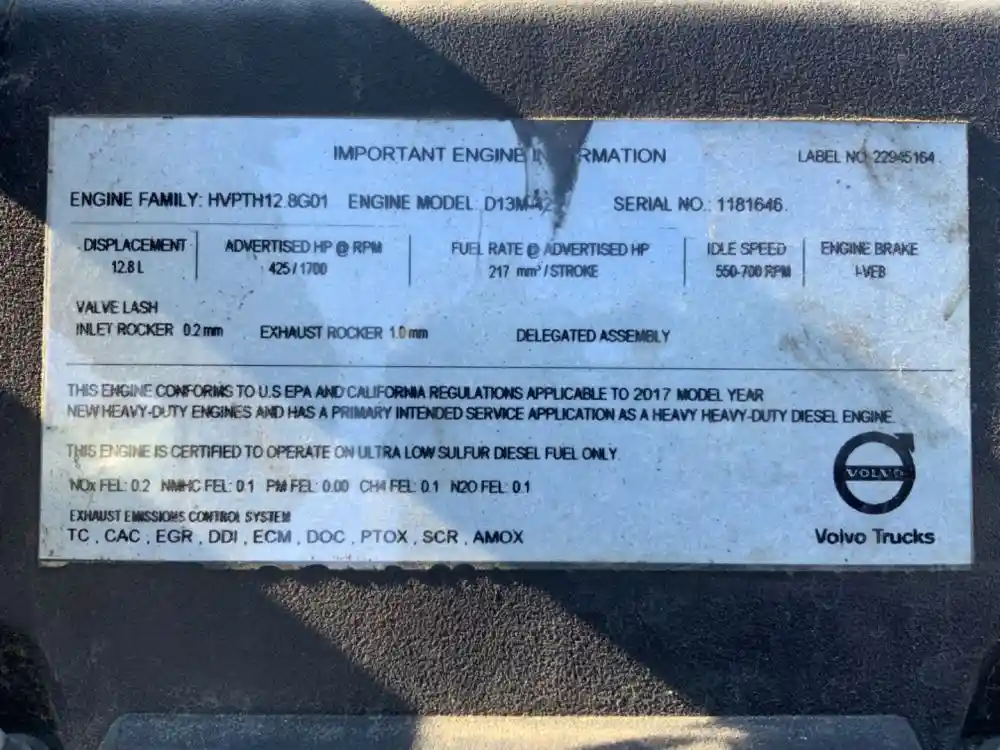 IMPORTANT ENGINE RMATION LABEL NO 22945164
ENGINE FAMILY: HVPTH12.8G01 ENGINE MODEL SERIAL NO.: 1181646
DISPLACEMENT ADVERTISED HP @ RPM FUEL RATE @ ADVERTISED HP IDLE SPEED ENGINE BRAKE
12.8 L 425 / 1700 217 mm³ / STROKE 550-700 RPM I-VEB
VALVE LASH
INLET ROCKER 0.2 mm EXHAUST ROCKER 1.0 mm DELEGATED ASSEMBLY
THIS ENGINE CONFORMS TO U.S EPA AND CALIFORNIA REGULATIONS APPLICABLE TO 2017 MODEL YEAR
NEW HEAVY-DUTY ENGINES AND HAS A PRIMARY INTENDED SERVICE APPLICATION AS A HEAVY HEAVY-DUTY DIESEL ENGINE.
THIS ENGINE IS CERTIFIED TO OPERATE ON ULTRA LOW SULFUR DIESEL FUEL ONLY.
VOLVO
NOx FEL: 0.2 NMHC FEL: 0.1 PM FEL: 0.00 CH4 FEL: 0.1 N2O FEL: 0.1
EXHAUST EMISSIONS CONTROL SYSTEM
TC , CAC , EGR , DDI , ECM , DOC , PTOX , SCR , AMOX
Volvo Trucks